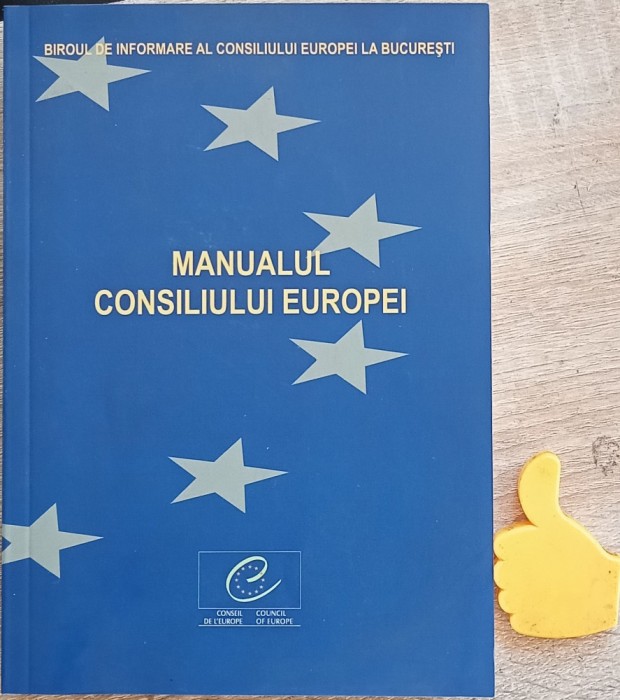 BIROUL DE INFORMARE AL CONSILIULUI EUROPEI LA BUCUREŞTI
MANUALUL
CONSILIULUI EUROPEI
CONSEIL COUNCIL
DE L'EUROPE OF EUROPE